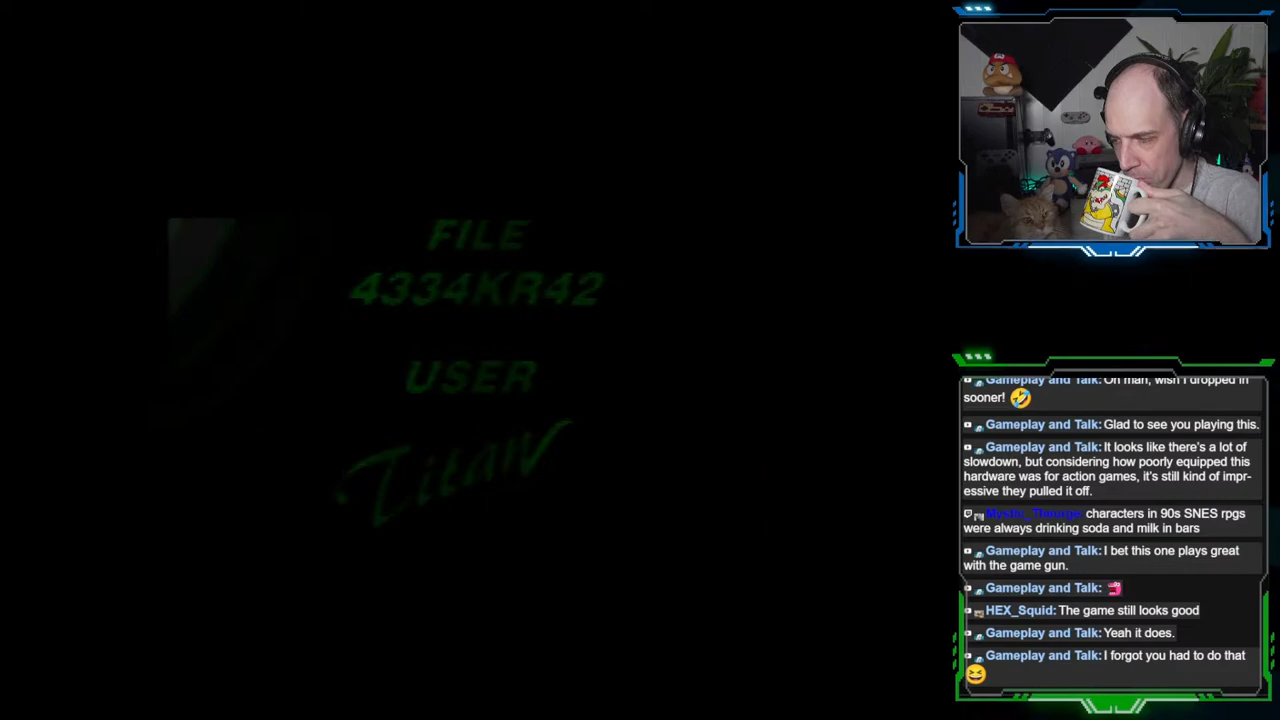 FILE
4334KR42
USER
Titan
Gameplay and Talk: Oh man, wish I dropped in
sooner! 🤣
Gameplay and Talk: Glad to see you playing this.
Gameplay and Talk: It looks like there's a lot of
slowdown, but considering how poorly equipped this
hardware was for action games, it's still kind of impr-
essive they pulled it off.
Mystic_Thaurge: characters in 90s SNES rpgs
were always drinking soda and milk in bars
Gameplay and Talk: I bet this one plays great
with the game gun.
Gameplay and Talk:
HEX_Squid: The game still looks good
Gameplay and Talk: Yeah it does.
Gameplay and Talk: I forgot you had to do that
😆